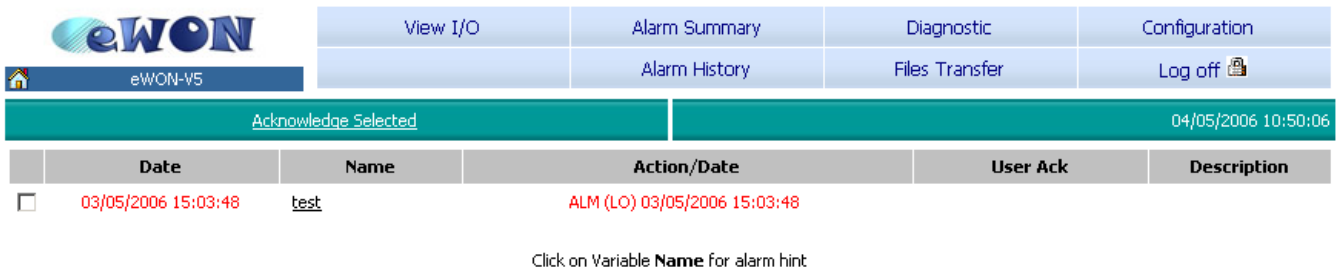 eWON
View I/O Alarm Summary Diagnostic Configuration
eWON-V5 Alarm History Files Transfer Log off
Acknowledge Selected 04/05/2006 10:50:06
Date Name Action/Date User Ack Description
03/05/2006 15:03:48 test ALM (LO) 03/05/2006 15:03:48
Click on Variable Name for alarm hint